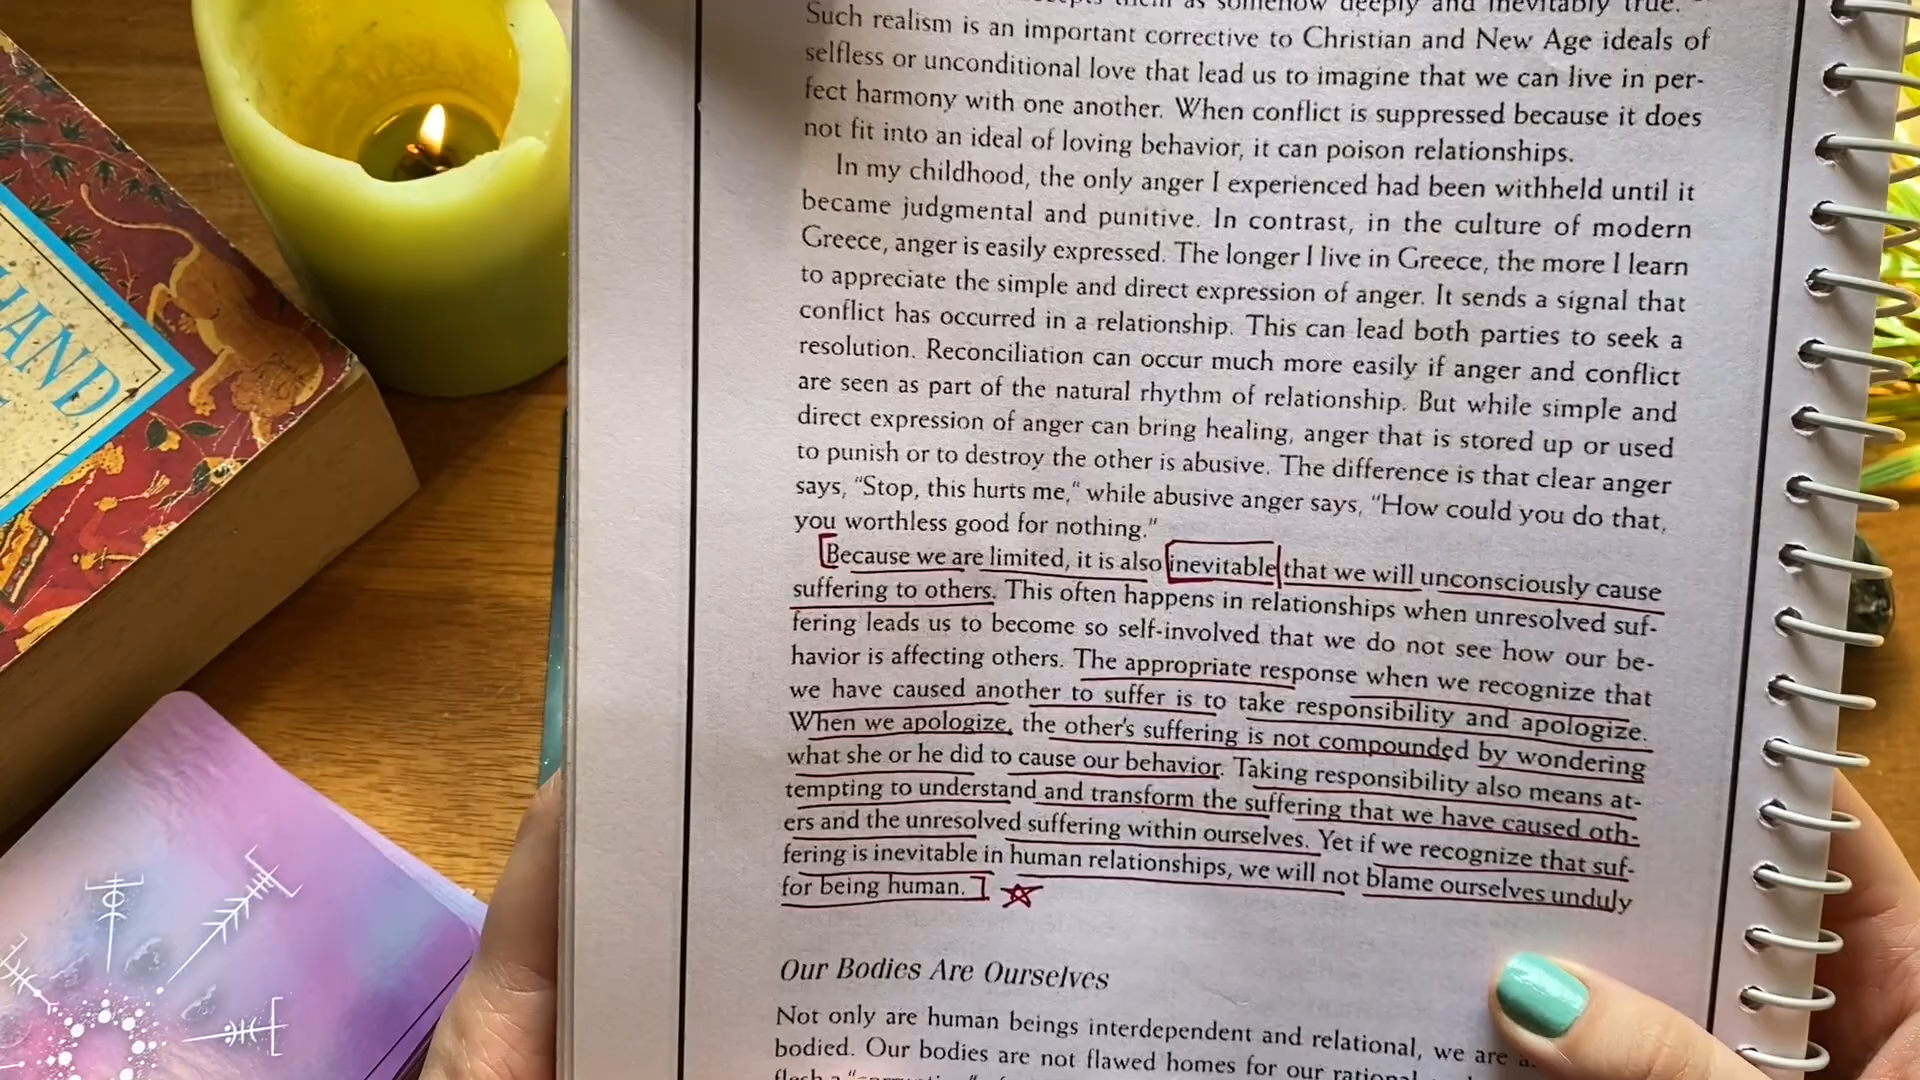 HAND
them as somehow deeply and inevitably true.
Such realism is an important corrective to Christian and New Age ideals of
selfless or unconditional love that lead us to imagine that we can live in per-
fect harmony with one another. When conflict is suppressed because it does
not fit into an ideal of loving behavior, it can poison relationships.
In my childhood, the only anger I experienced had been withheld until it
became judgmental and punitive. In contrast, in the culture of modern
Greece, anger is easily expressed. The longer I live in Greece, the more I learn
to appreciate the simple and direct expression of anger. It sends a signal that
conflict has occurred in a relationship. This can lead both parties to seek a
resolution. Reconciliation can occur much more easily if anger and conflict
are seen as part of the natural rhythm of relationship. But while simple and
direct expression of anger can bring healing, anger that is stored up or used
to punish or to destroy the other is abusive. The difference is that clear anger
says, "Stop, this hurts me," while abusive anger says, "How could you do that,
you worthless good for nothing."
Because we are limited, it is also inevitable that we will unconsciously cause
suffering to others. This often happens in relationships when unresolved suf-
fering leads us to become so self-involved that we do not see how our be-
havior is affecting others. The appropriate response when we recognize that
we have caused another to suffer is to take responsibility and apologize.
When we apologize, the other's suffering is not compounded by wondering
what she or he did to cause our behavior. Taking responsibility also means at-
tempting to understand and transform the suffering that we have caused oth-
ers and the unresolved suffering within ourselves. Yet if we recognize that suf-
fering is inevitable in human relationships, we will not blame ourselves unduly
for being human.
Our Bodies Are Ourselves
Not only are human beings interdependent and relational, we are
bodied. Our bodies are not flawed homes for our